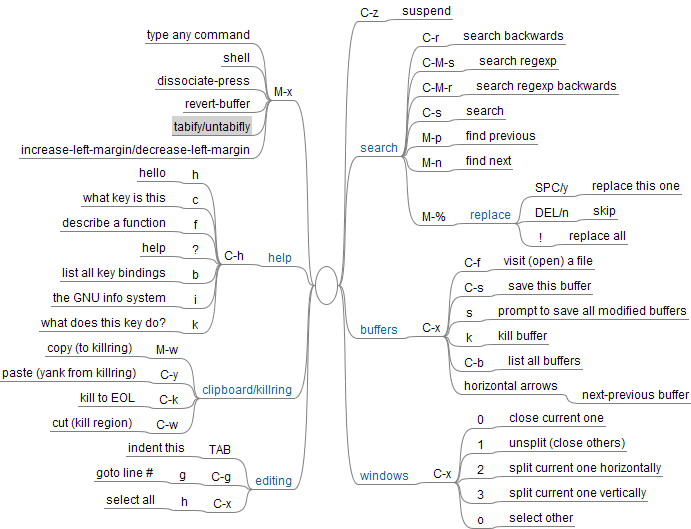 type any command
shell
dissociate-press
revert-buffer
tabify/untabifly
increase-left-margin/decrease-left-margin
M-x
hello h
what key is this c
describe a function f
help ?
list all key bindings b
the GNU info system i
what does this key do? k
C-h help
copy (to killring) M-w
paste (yank from killring) C-y
kill to EOL C-k
cut (kill region) C-w
clipboard/killring
indent this TAB
goto line # g C-g
select all h C-x
editing
C-z suspend
search
C-r search backwards
C-M-s search regexp
C-M-r search regexp backwards
C-s search
M-p find previous
M-n find next
M-% replace
SPC/y replace this one
DEL/n skip
! replace all
buffers C-x
C-f visit (open) a file
C-s save this buffer
s prompt to save all modified buffers
k kill buffer
C-b list all buffers
horizontal arrows next-previous buffer
windows C-x
0 close current one
1 unsplit (close others)
2 split current one horizontally
3 split current one vertically
o select other